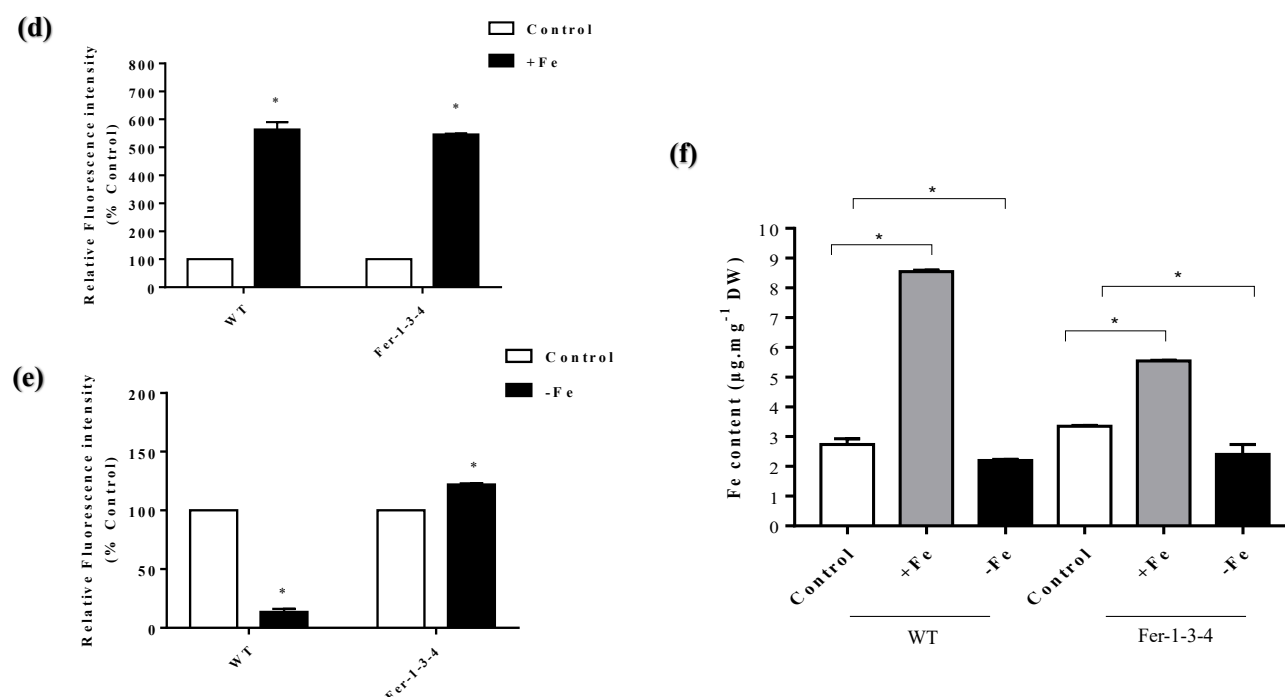 (d)
Control
+Fe
Relative Fluorescence intensity
(% Control)
800
700
600
500
400
300
200
100
0
*
*
WT
Fer-1-3-4
(e)
Control
-Fe
Relative Fluorescence intensity
(% Control)
200
150
100
50
0
*
*
WT
Fer-1-3-4
(f)
Fe content (µg.mg-1 DW)
10
9
8
7
6
5
4
3
2
1
0
*
*
*
*
Control
+Fe
-Fe
Control
+Fe
-Fe
WT
Fer-1-3-4